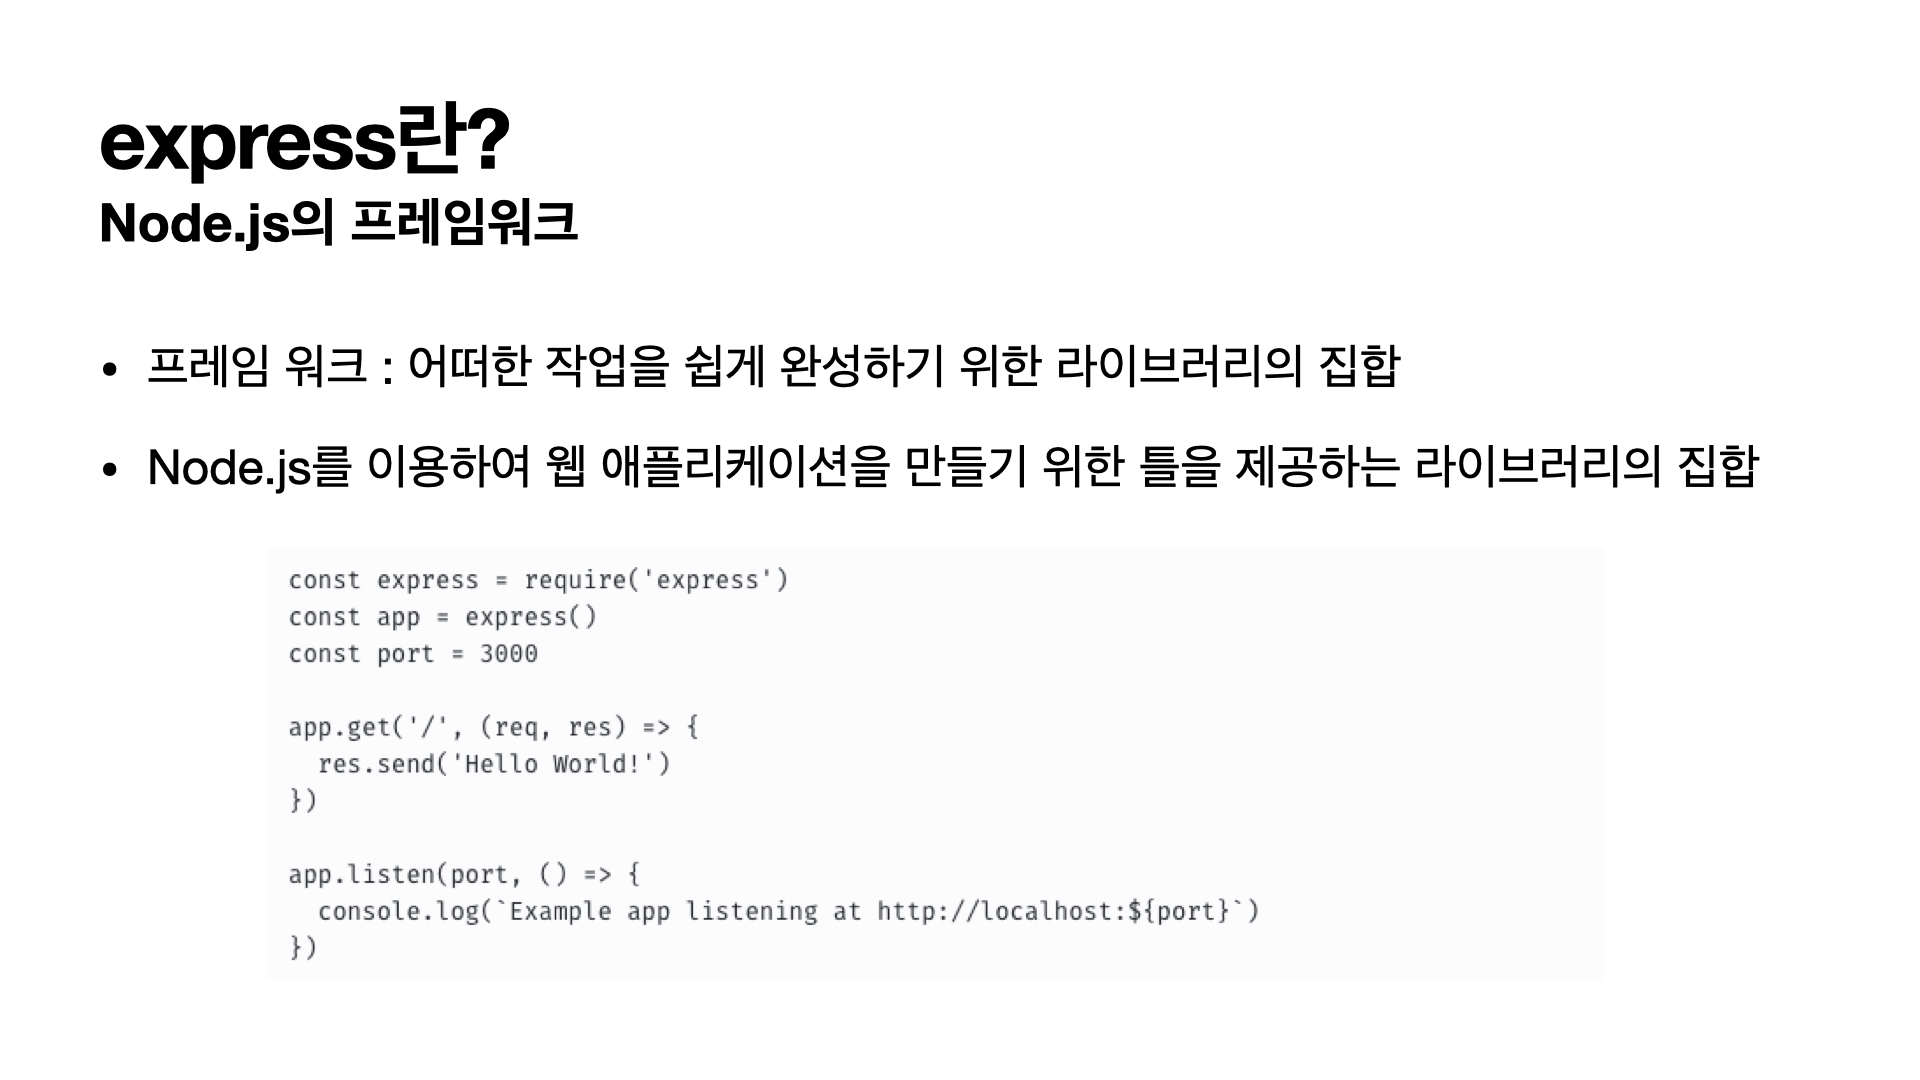 express란?
Node.js의 프레임워크
• 프레임 워크 : 어떠한 작업을 쉽게 완성하기 위한 라이브러리의 집합
• Node.js를 이용하여 웹 애플리케이션을 만들기 위한 틀을 제공하는 라이브러리의 집합
const express = require('express')
const app = express()
const port = 3000
app.get('/', (req, res) => {
  res.send('Hello World!')
})
app.listen(port, () => {
  console.log(`Example app listening at http://localhost:${port}`)
})